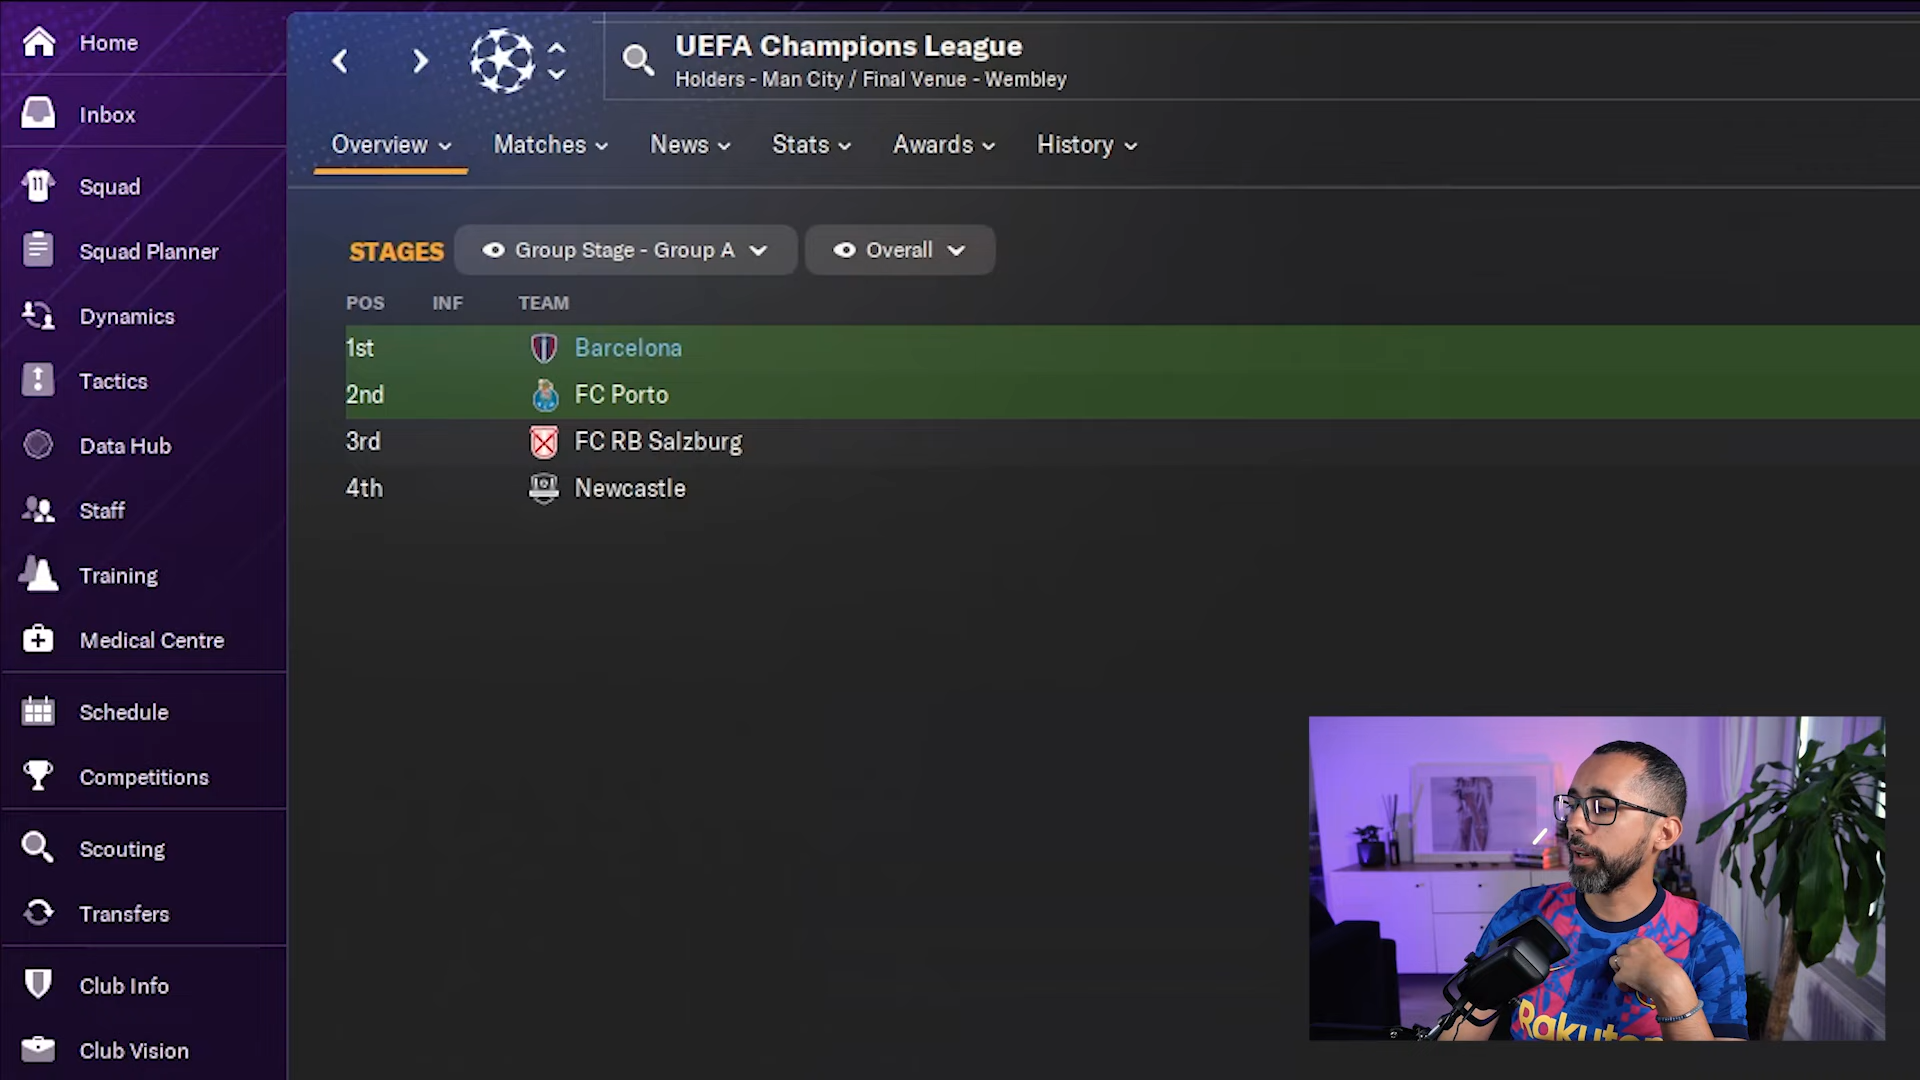 Home
Inbox
Squad
Squad Planner
Dynamics
Tactics
Data Hub
Staff
Training
Medical Centre
Schedule
Competitions
Scouting
Transfers
Club Info
Club Vision
UEFA Champions League
Holders - Man City / Final Venue - Wembley
Overview Matches News Stats Awards History
STAGES Group Stage - Group A Overall
POS INF TEAM
1st Barcelona
2nd FC Porto
3rd FC RB Salzburg
4th Newcastle
11
Rakuten